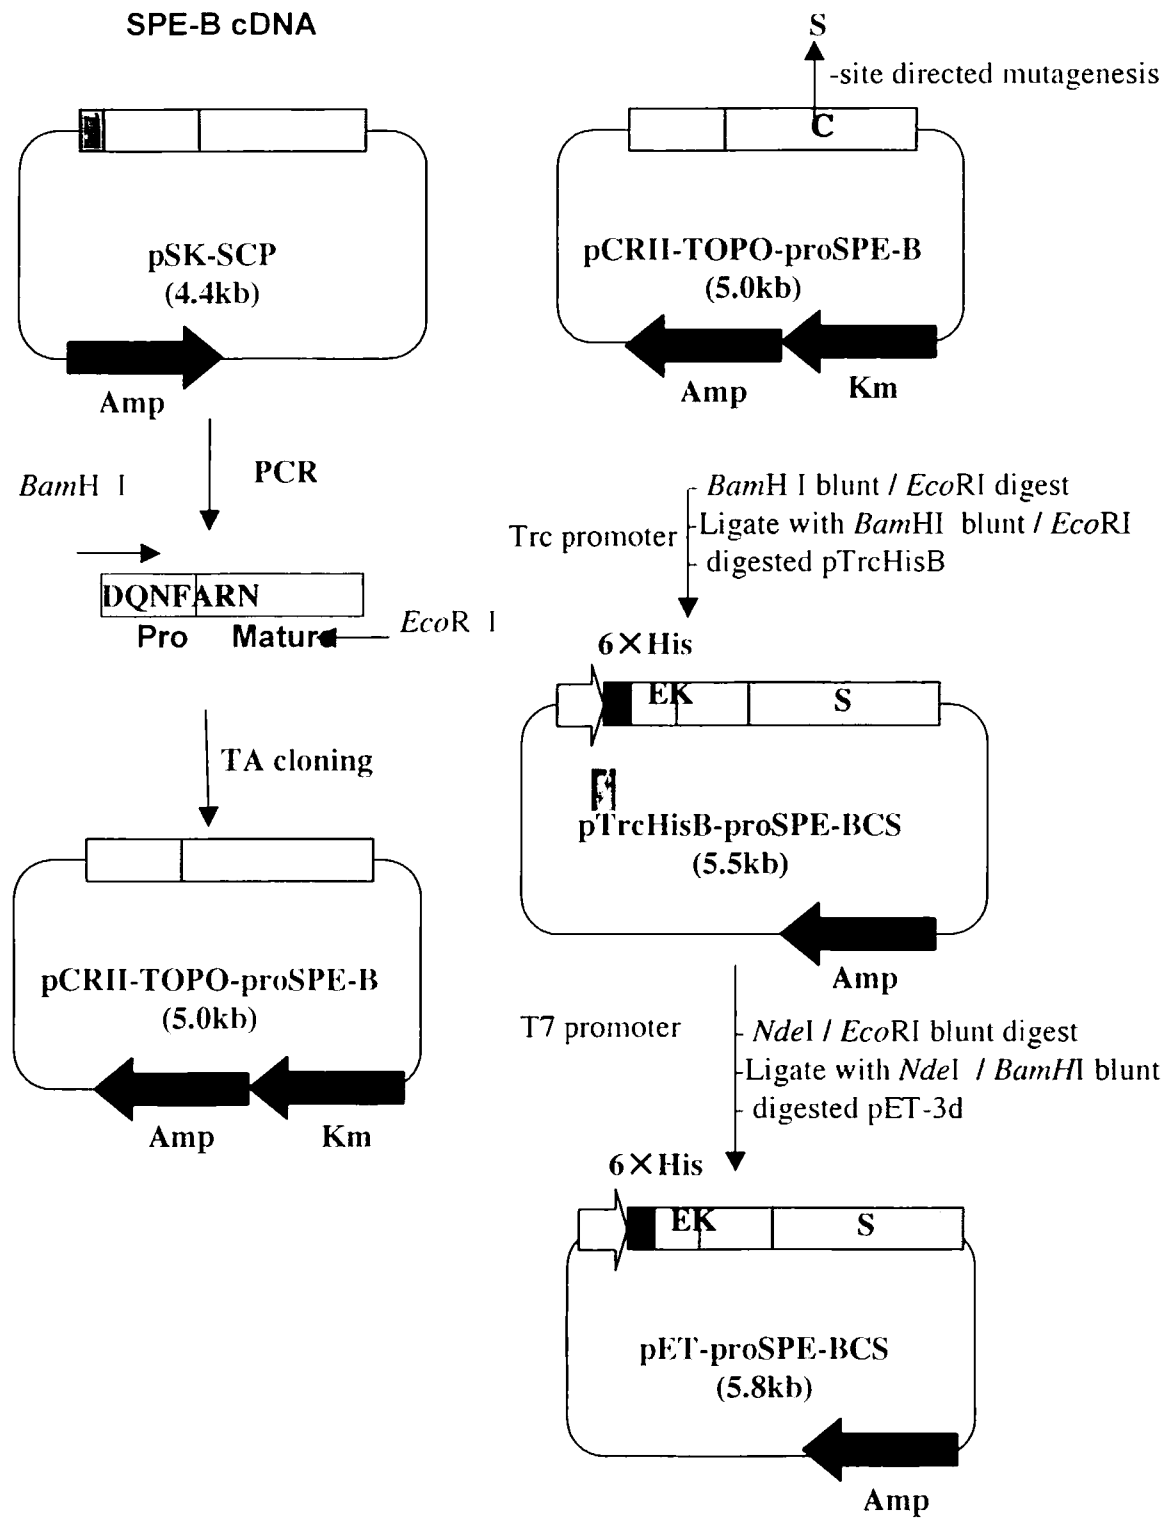 SPE-B cDNA
pSK-SCP
(4.4kb)
Amp
BamH I
PCR
DQNFARN
Pro Mature
EcoR I
TA cloning
pCRII-TOPO-proSPE-B
(5.0kb)
Amp
Km
S
-site directed mutagenesis
C
pCRII-TOPO-proSPE-B
(5.0kb)
Amp
Km
Trc promoter
BamH I blunt / EcoRI digest
Ligate with BamHI blunt / EcoRI
digested pTrcHisB
6×His
EK
S
pTrcHisB-proSPE-BCS
(5.5kb)
Amp
T7 promoter
NdeI / EcoRI blunt digest
Ligate with NdeI / BamHI blunt
digested pET-3d
6×His
EK
S
pET-proSPE-BCS
(5.8kb)
Amp